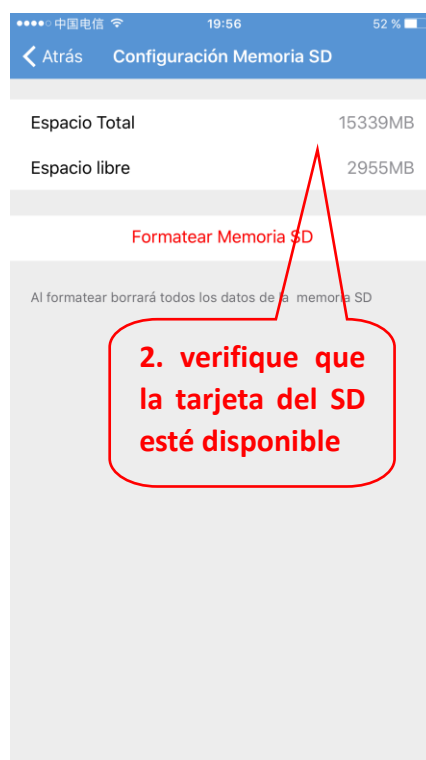 中国电信 19:56 52 %
Atrás Configuración Memoria SD
Espacio Total 15339MB
Espacio libre 2955MB
Formatear Memoria SD
Al formatear borrará todos los datos de la memoria SD
2. verifique que
la tarjeta del SD
esté disponible